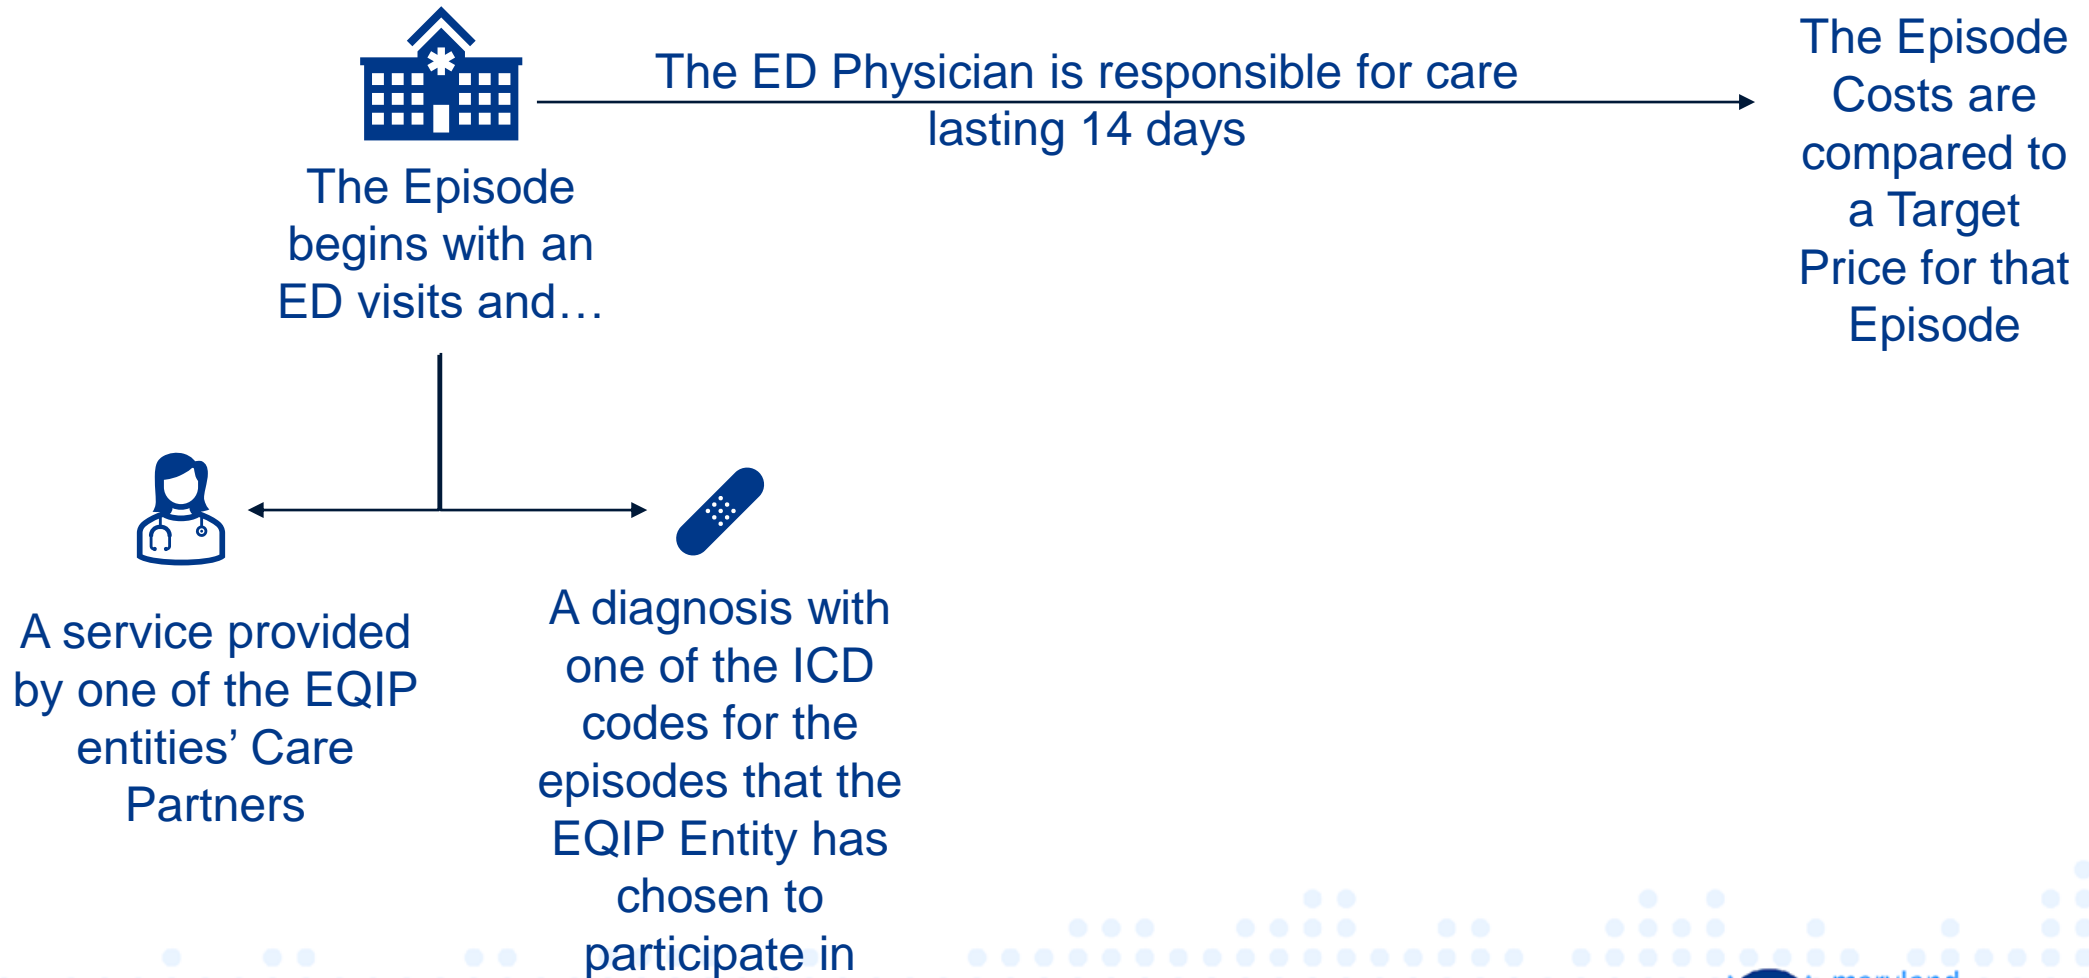 The ED Physician is responsible for care
lasting 14 days
The Episode
Costs are
compared to
a Target
Price for that
Episode
The Episode
begins with an
ED visits and…
A service provided
by one of the EQIP
entities’ Care
Partners
A diagnosis with
one of the ICD
codes for the
episodes that the
EQIP Entity has
chosen to
participate in